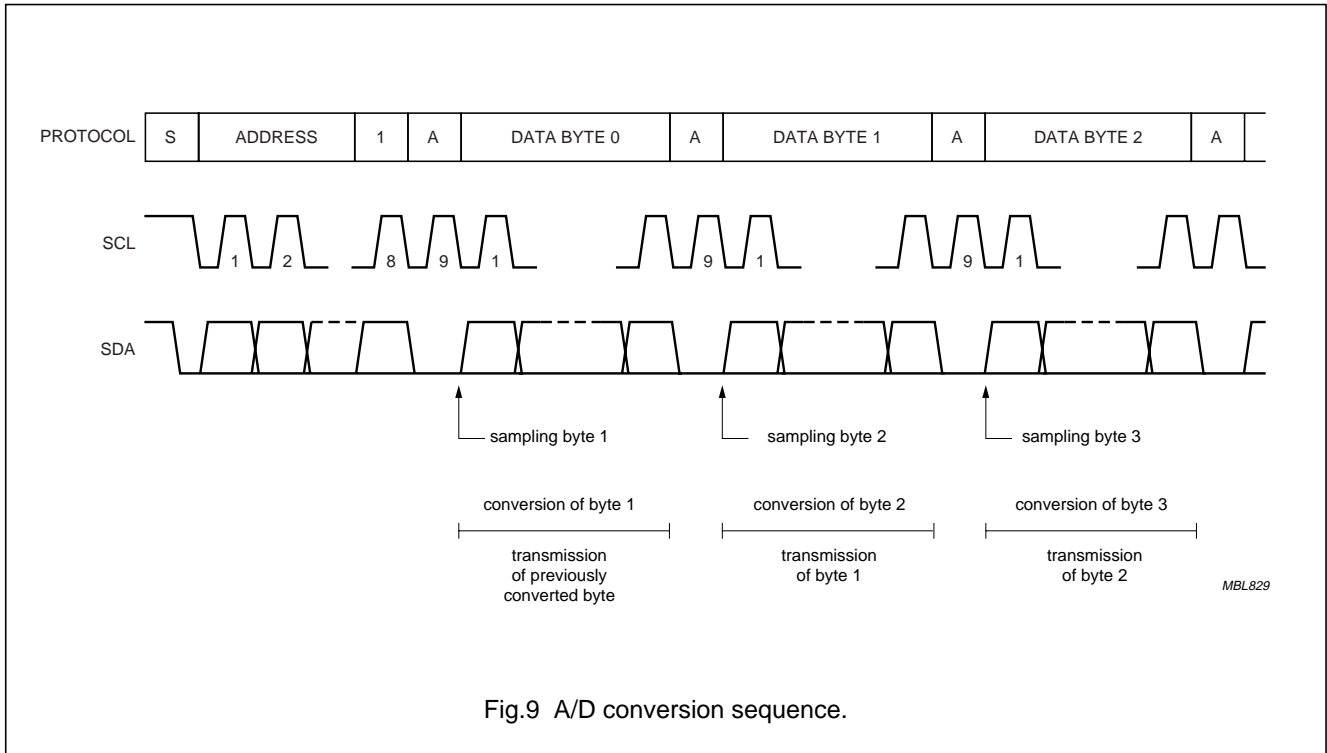 PROTOCOL S ADDRESS 1 A DATA BYTE 0 A DATA BYTE 1 A DATA BYTE 2 A
SCL 1 2 8 9 1 9 1 9 1
SDA
sampling byte 1 sampling byte 2 sampling byte 3
conversion of byte 1 conversion of byte 2 conversion of byte 3
transmission transmission transmission
of previously of byte 1 of byte 2
converted byte
MBL829
Fig.9 A/D conversion sequence.